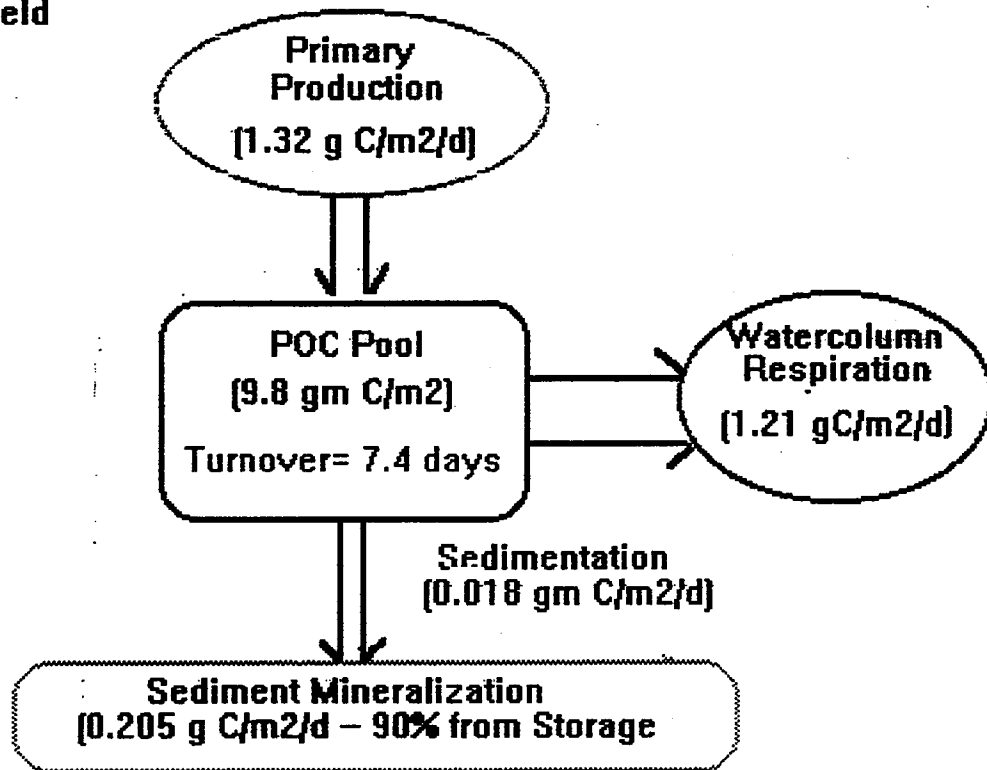 eld
Primary
Production
(1.32 g C/m2/d)
POC Pool
(9.8 gm C/m2)
Turnover= 7.4 days
Watercolumn
Respiration
(1.21 gC/m2/d)
Sedimentation
(0.018 gm C/m2/d)
Sediment Mineralization
(0.205 g C/m2/d – 90% from Storage